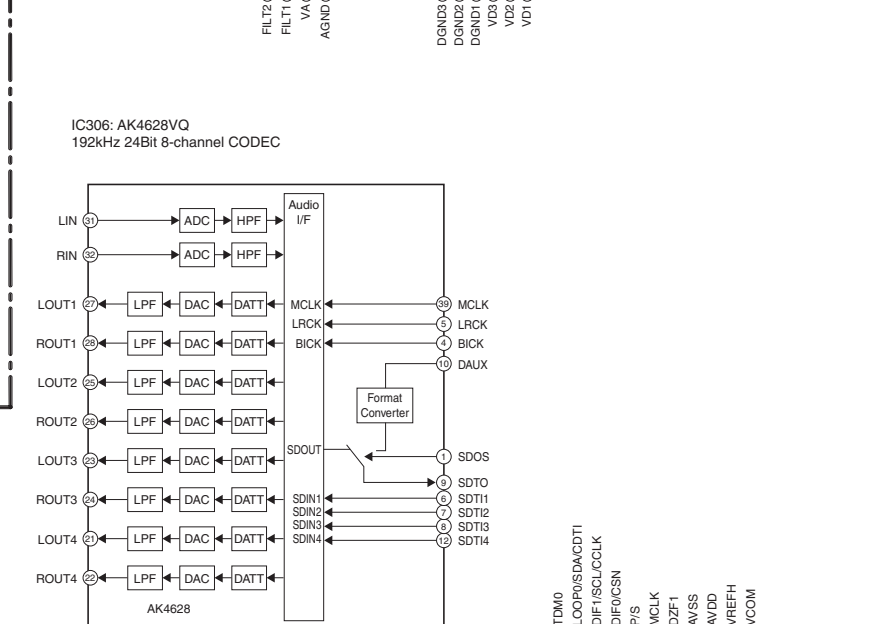 FILT2
FILT1
VA
AGND
DGND3
DGND2
DGND1
VD3
VD2
VD1
IC306: AK4628VQ
192kHz 24Bit 8-channel CODEC
Audio
I/F
LIN 31 ADC HPF
RIN 32 ADC HPF
LOUT1 27 LPF DAC DATT MCLK 39 MCLK
LRCK 5 LRCK
ROUT1 28 LPF DAC DATT BICK 4 BICK
10 DAUX
LOUT2 25 LPF DAC DATT
Format
Converter
ROUT2 26 LPF DAC DATT
SDOUT
LOUT3 23 LPF DAC DATT 1 SDOS
9 SDTO
ROUT3 24 LPF DAC DATT SDIN1 6 SDTI1
SDIN2 7 SDTI2
SDIN3 8 SDTI3
LOUT4 21 LPF DAC DATT SDIN4 12 SDTI4
ROUT4 22 LPF DAC DATT
AK4628
TDM0
LOOP0/SDA/CDTI
DIF1/SCL/CCLK
DIF0/CSN
P/S
MCLK
DZF1
AVSS
AVDD
VREFH
VCOM